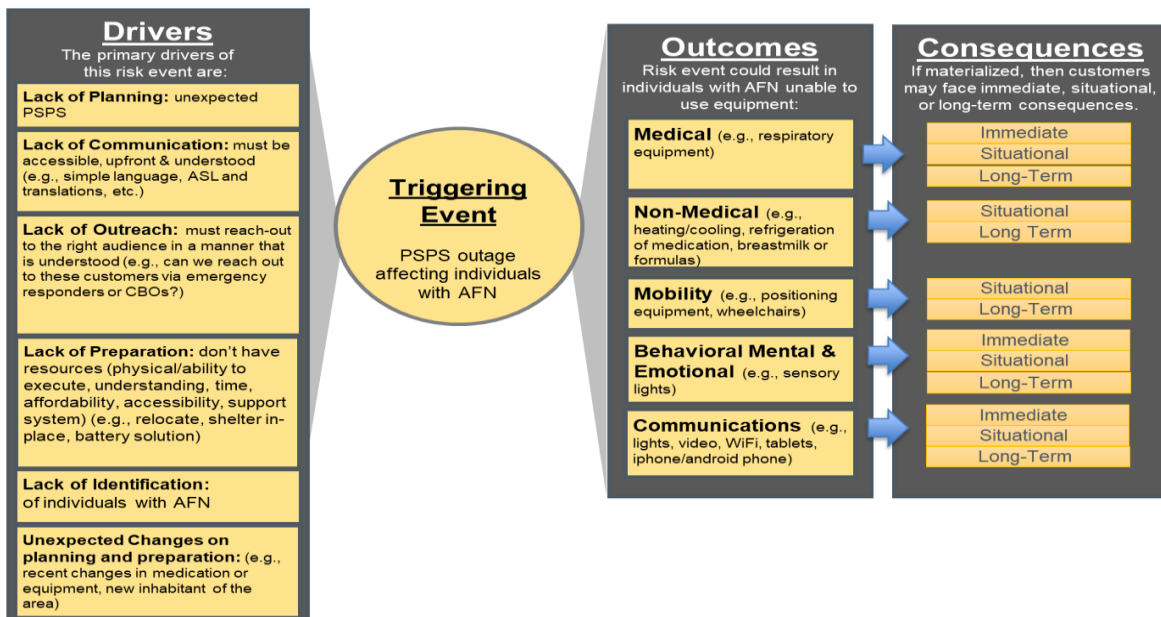 Drivers
The primary drivers of
this risk event are:
Lack of Planning: unexpected
PSPS
Lack of Communication: must be
accessible, upfront & understood
(e.g., simple language, ASL and
translations, etc.)
Lack of Outreach: must reach-out
to the right audience in a manner that
is understood (e.g., can we reach out
to these customers via emergency
responders or CBOs?)
Lack of Preparation: don't have
resources (physical/ability to
execute, understanding, time,
affordability, accessibility, support
system) (e.g., relocate, shelter in-
place, battery solution)
Lack of Identification:
of individuals with AFN
Unexpected Changes on
planning and preparation: (e.g.,
recent changes in medication or
equipment, new inhabitant of the
area)
Triggering
Event
PSPS outage
affecting individuals
with AFN
Outcomes
Risk event could result in
individuals with AFN unable to
use equipment:
Medical (e.g., respiratory
equipment)
Non-Medical (e.g.,
heating/cooling, refrigeration
of medication, breastmilk or
formulas)
Mobility (e.g., positioning
equipment, wheelchairs)
Behavioral Mental &
Emotional (e.g., sensory
lights)
Communications (e.g.,
lights, video, WiFi, tablets,
iphone/android phone)
Consequences
If materialized, then customers
may face immediate, situational,
or long-term consequences.
Immediate
Situational
Long-Term
Situational
Long Term
Situational
Long-Term
Immediate
Situational
Long-Term
Immediate
Situational
Long-Term